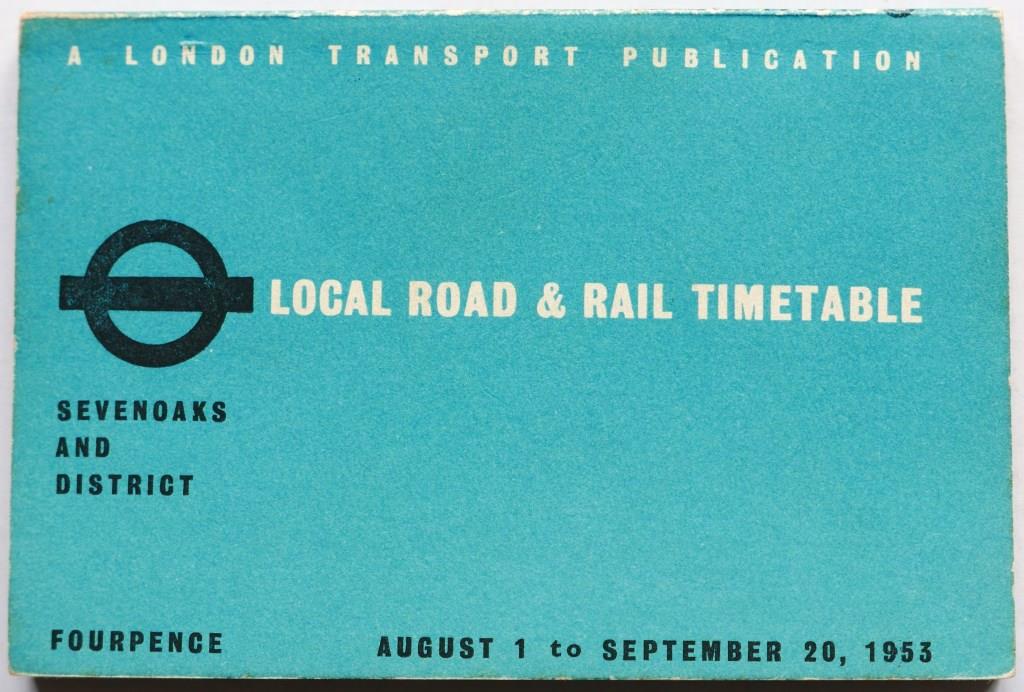 A LONDON TRANSPORT PUBLICATION
LOCAL ROAD & RAIL TIMETABLE
SEVENOAKS
AND
DISTRICT
FOURPENCE
AUGUST 1 to SEPTEMBER 20, 1953